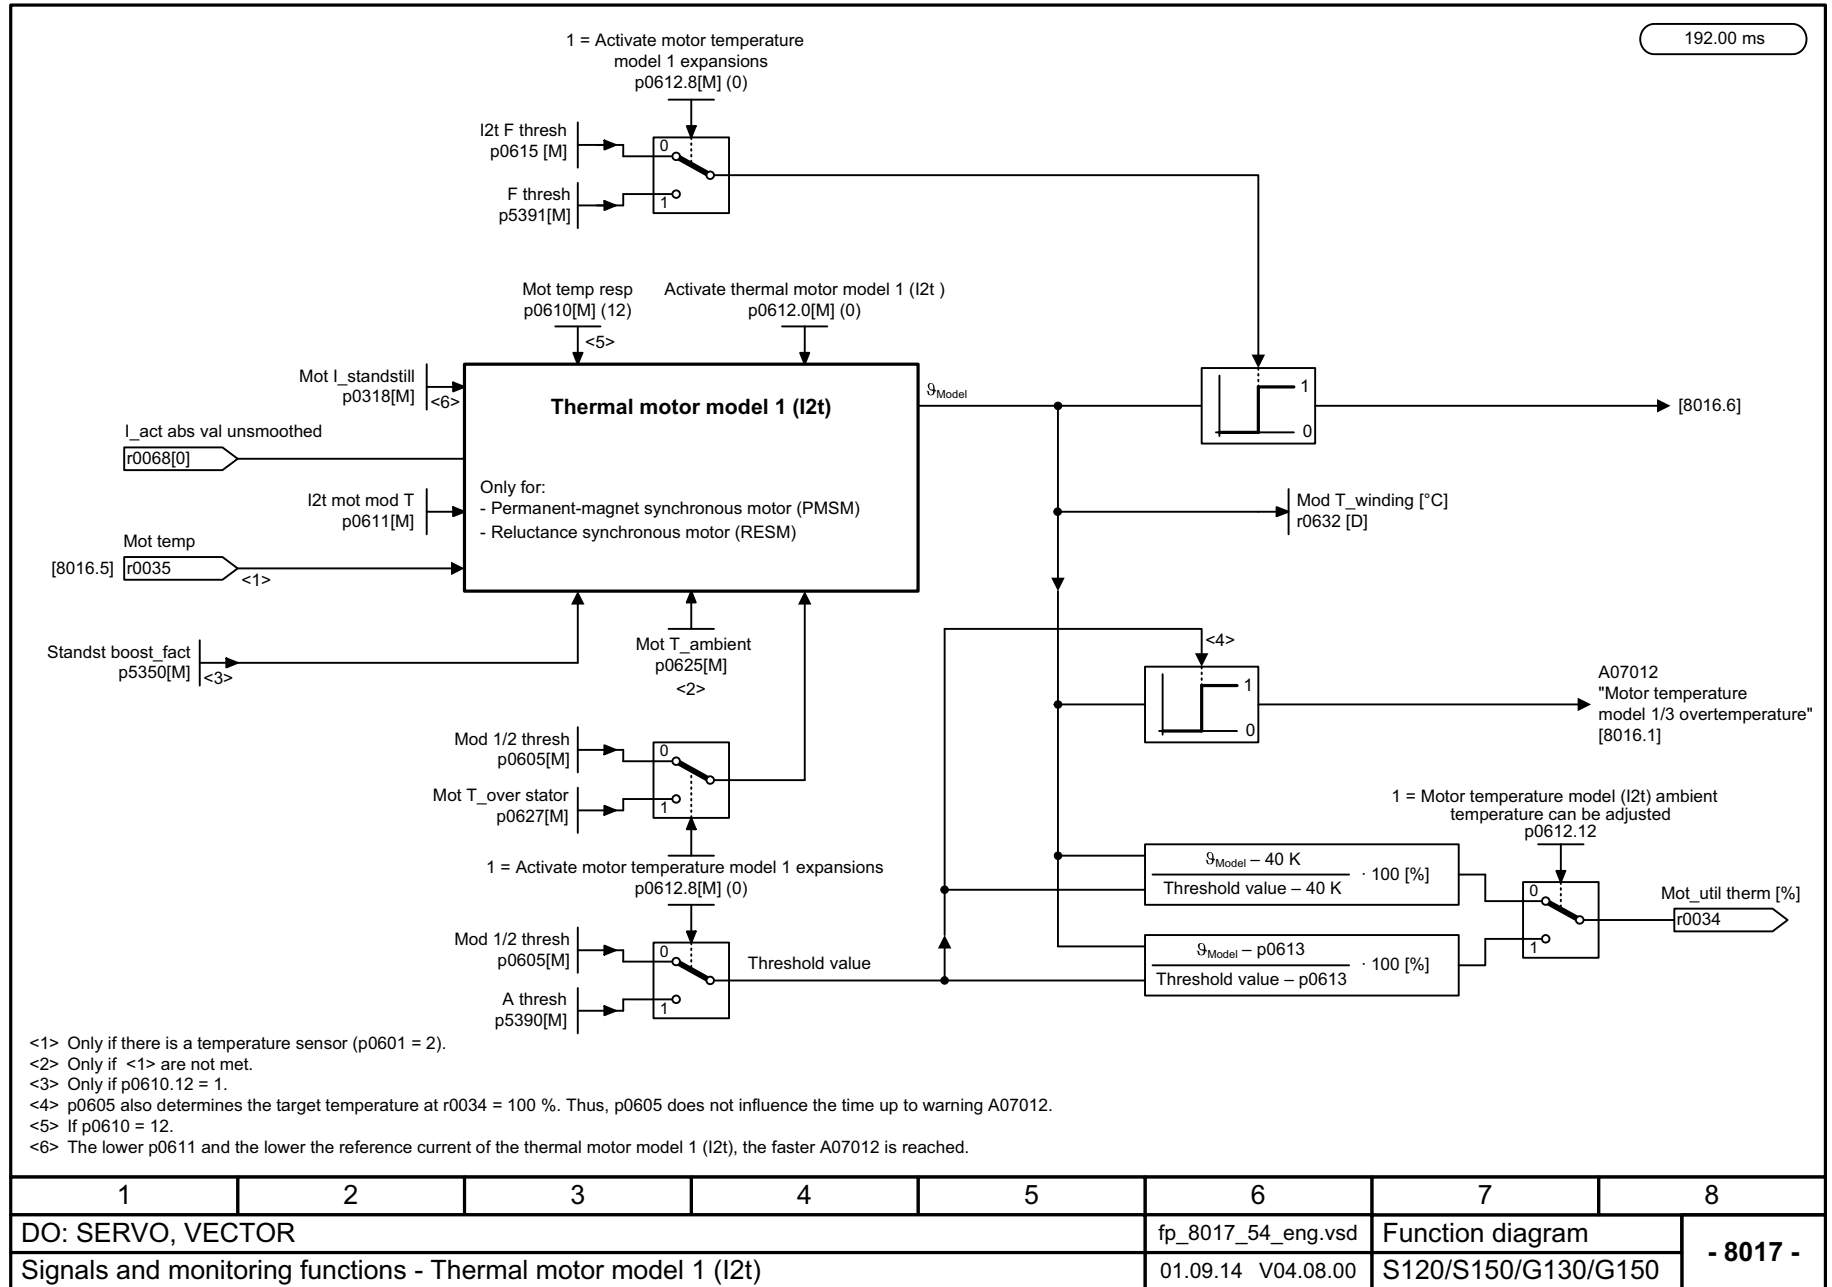 192.00 ms
1 = Activate motor temperature
model 1 expansions
p0612.8[M] (0)
I2t F thresh
p0615 [M]
0
F thresh
p5391[M]
1
Mot temp resp
p0610[M] (12)
<5>
Activate thermal motor model 1 (I2t )
p0612.0[M] (0)
Mot I_standstill
p0318[M]
<6>
Thermal motor model 1 (I2t)
ϑModel
1
0
[8016.6]
I_act abs val unsmoothed
r0068[0]
Only for:
- Permanent-magnet synchronous motor (PMSM)
- Reluctance synchronous motor (RESM)
I2t mot mod T
p0611[M]
Mod T_winding [°C]
r0632 [D]
Mot temp
[8016.5]
r0035
<1>
Standst boost_fact
p5350[M]
<3>
Mot T_ambient
p0625[M]
<2>
<4>
1
0
A07012
"Motor temperature
model 1/3 overtemperature"
[8016.1]
Mod 1/2 thresh
p0605[M]
0
Mot T_over stator
p0627[M]
1
1 = Activate motor temperature model 1 expansions
p0612.8[M] (0)
1 = Motor temperature model (I2t) ambient
temperature can be adjusted
p0612.12
ϑModel – 40 K
Threshold value – 40 K
· 100 [%]
0
1
Mot_util therm [%]
r0034
Mod 1/2 thresh
p0605[M]
0
Threshold value
ϑModel – p0613
Threshold value – p0613
· 100 [%]
A thresh
p5390[M]
1
<1> Only if there is a temperature sensor (p0601 = 2).
<2> Only if <1> are not met.
<3> Only if p0610.12 = 1.
<4> p0605 also determines the target temperature at r0034 = 100 %. Thus, p0605 does not influence the time up to warning A07012.
<5> If p0610 = 12.
<6> The lower p0611 and the lower the reference current of the thermal motor model 1 (I2t), the faster A07012 is reached.
1 2 3 4 5 6 7 8
DO: SERVO, VECTOR
fp_8017_54_eng.vsd
Function diagram
- 8017 -
Signals and monitoring functions - Thermal motor model 1 (I2t)
01.09.14 V04.08.00
S120/S150/G130/G150